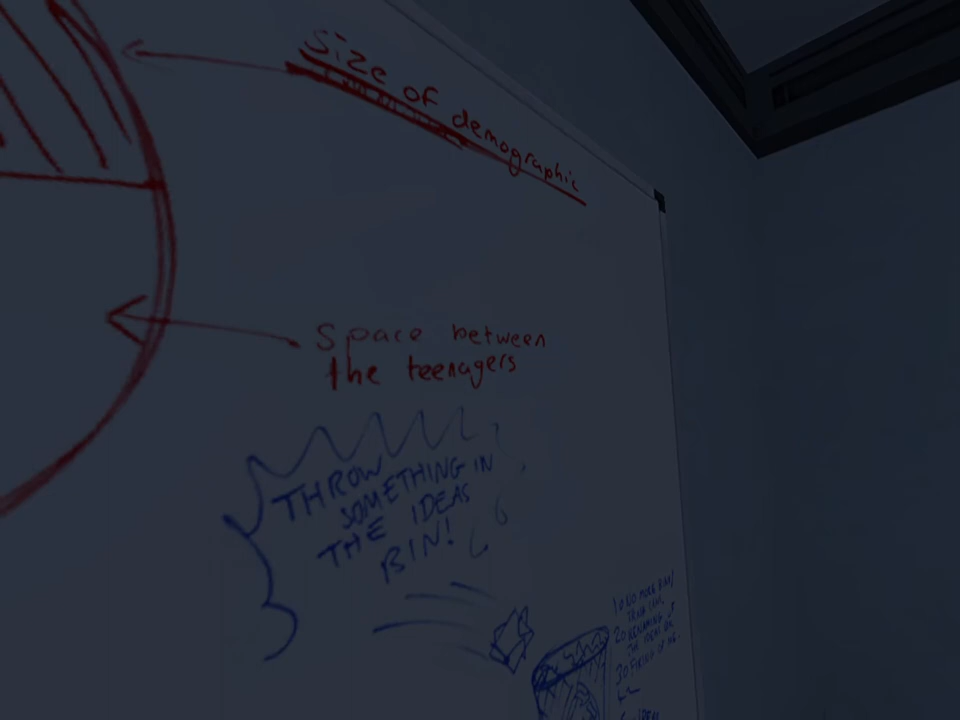 Size of demographic
Space between
the teenagers
THROW
SOMETHING IN
THE IDEAS
BIN!